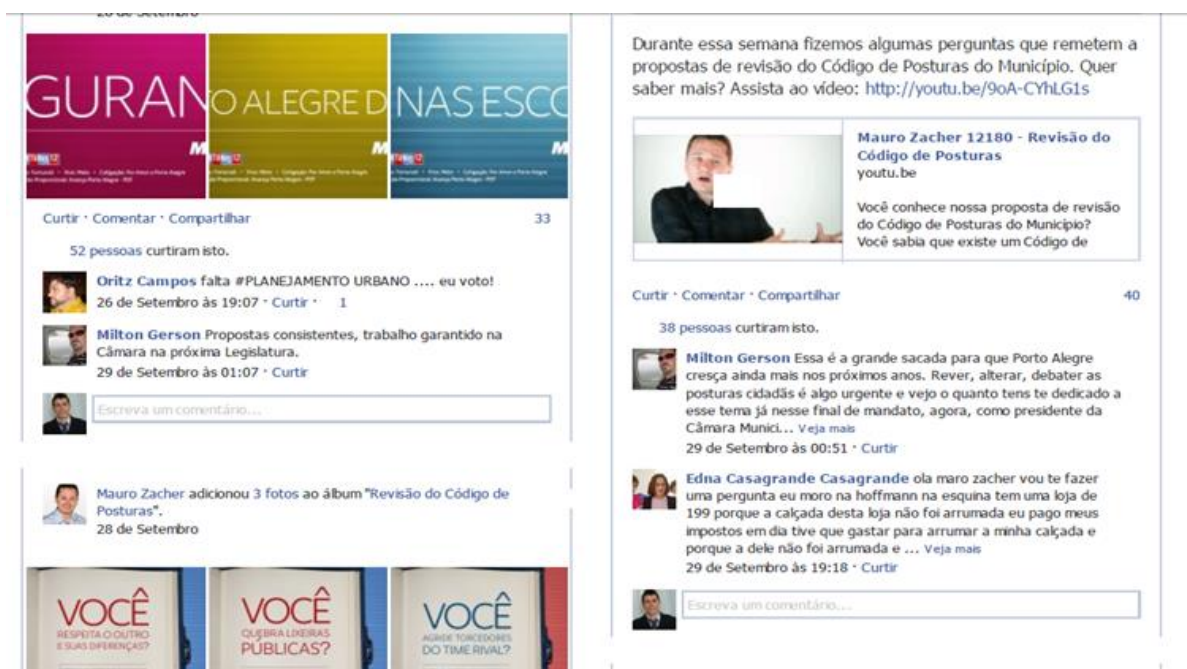 28 de Setembro
GURAN
O ALEGRE D
NAS ESCO
Curtir · Comentar · Compartilhar 33
52 pessoas curtiram isto.
Oritz Campos falta #PLANEJAMENTO URBANO .... eu voto!
26 de Setembro às 19:07 · Curtir · 1
Milton Gerson Propostas consistentes, trabalho garantido na
Câmara na próxima Legislatura.
29 de Setembro às 01:07 · Curtir
Escreva um comentário...
Mauro Zacher adicionou 3 fotos ao álbum "Revisão do Código de
Posturas".
28 de Setembro
VOCÊ
RESPEITA O OUTRO
E SUAS DIFERENÇAS?
VOCÊ
QUEBRA LIXEIRAS
PÚBLICAS?
VOCÊ
AGRIDE TORCEDORES
DO TIME RIVAL?
Durante essa semana fizemos algumas perguntas que remetem a
propostas de revisão do Código de Posturas do Município. Quer
saber mais? Assista ao vídeo: http://youtu.be/9oA-CYhLG1s
Mauro Zacher 12180 - Revisão do
Código de Posturas
youtu.be
Você conhece nossa proposta de revisão
do Código de Posturas do Município?
Você sabia que existe um Código de
Curtir · Comentar · Compartilhar 40
38 pessoas curtiram isto.
Milton Gerson Essa é a grande sacada para que Porto Alegre
cresça ainda mais nos próximos anos. Rever, alterar, debater as
posturas cidadãs é algo urgente e vejo o quanto tens te dedicado a
esse tema já nesse final de mandato, agora, como presidente da
Câmara Munici... Veja mais
29 de Setembro às 00:51 · Curtir
Edna Casagrande Casagrande ola maro zacher vou te fazer
uma pergunta eu moro na hoffmann na esquina tem uma loja de
199 porque a calçada desta loja não foi arrumada eu pago meus
impostos em dia tive que gastar para arrumar a minha calçada e
porque a dele não foi arrumada e ... Veja mais
29 de Setembro às 19:18 · Curtir
Escreva um comentário...